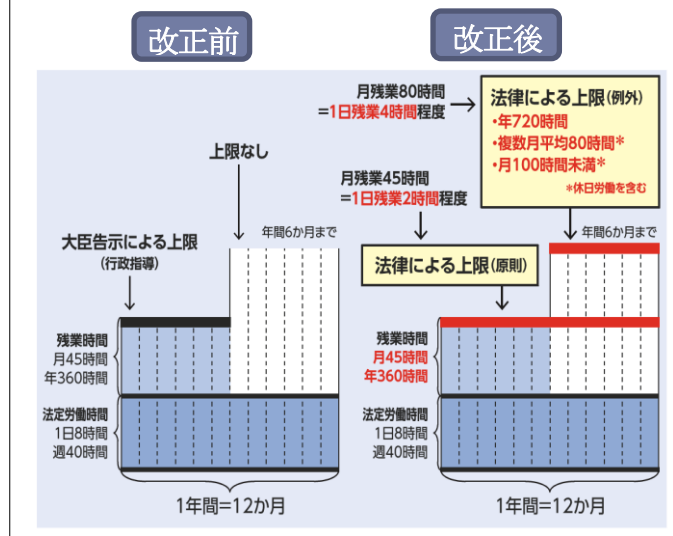 改正前
上限なし
大臣告示による上限
(行政指導)
年間6か月まで
残業時間
月45時間
年360時間
法定労働時間
1日8時間
週40時間
1年間=12か月
改正後
月残業80時間
=1日残業4時間程度
法律による上限(例外)
・年720時間
・複数月平均80時間*
・月100時間未満*
*休日労働を含む
月残業45時間
=1日残業2時間程度
年間6か月まで
法律による上限(原則)
残業時間
月45時間
年360時間
法定労働時間
1日8時間
週40時間
1年間=12か月